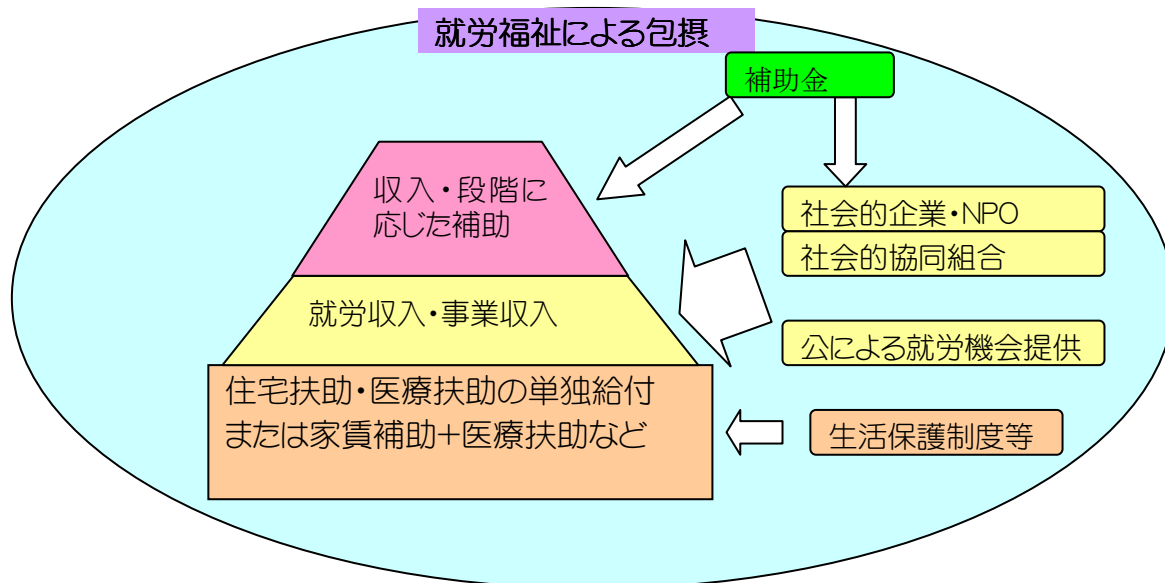 就労福祉による包摂
補助金
収入・段階に
応じた補助
社会的企業・NPO
社会的協同組合
就労収入・事業収入
公による就労機会提供
住宅扶助・医療扶助の単独給付
または家賃補助+医療扶助など
生活保護制度等